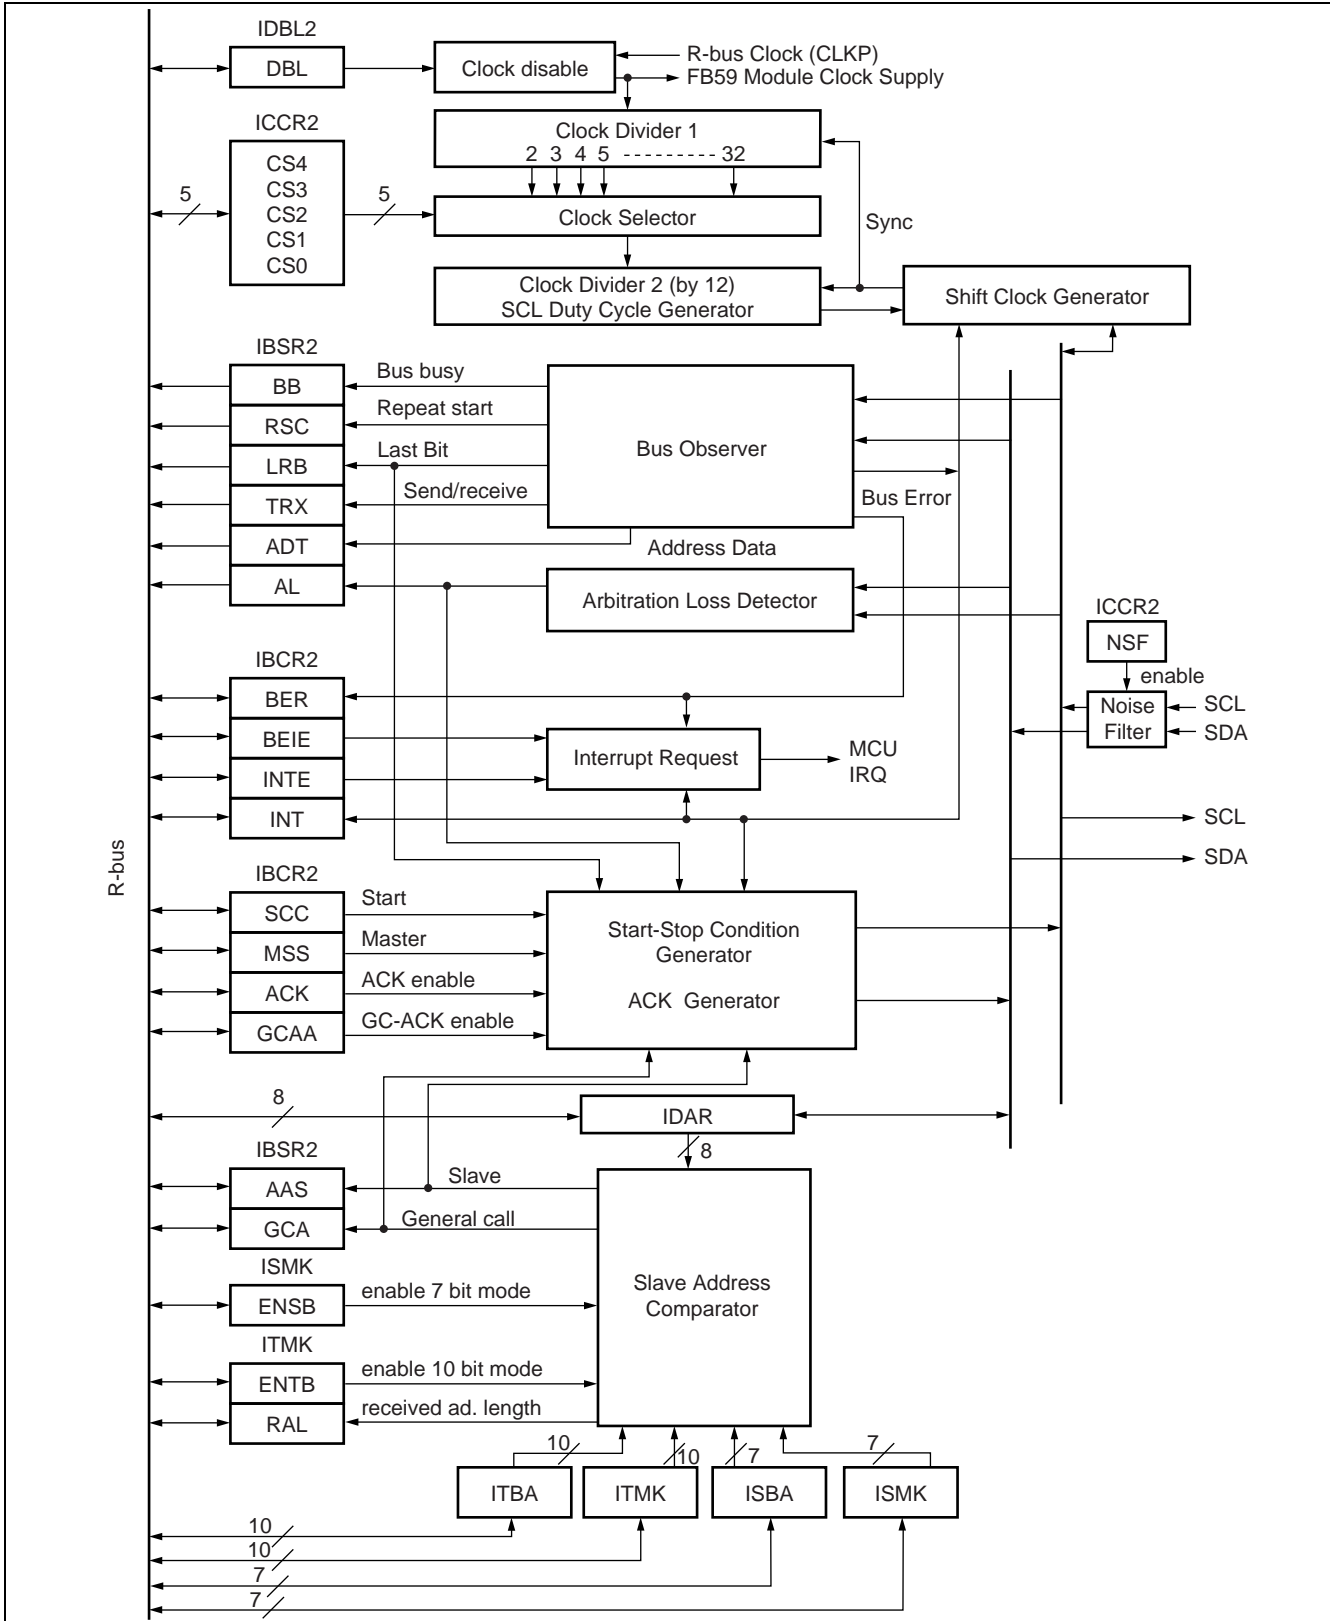 IDBL2
DBL
Clock disable
R-bus Clock (CLKP)
FB59 Module Clock Supply
ICCR2
CS4
CS3
CS2
CS1
CS0
5
5
Clock Divider 1
2 3 4 5 --------- 32
Clock Selector
Sync
Clock Divider 2 (by 12)
SCL Duty Cycle Generator
Shift Clock Generator
IBSR2
BB
RSC
LRB
TRX
ADT
AL
Bus busy
Repeat start
Last Bit
Send/receive
Bus Observer
Bus Error
Address Data
Arbitration Loss Detector
ICCR2
NSF
enable
Noise
Filter
SCL
SDA
IBCR2
BER
BEIE
INTE
INT
Interrupt Request
MCU
IRQ
SCL
SDA
R-bus
IBCR2
SCC
MSS
ACK
GCAA
Start
Master
ACK enable
GC-ACK enable
Start-Stop Condition
Generator
ACK Generator
8
IDAR
8
IBSR2
AAS
GCA
Slave
General call
ISMK
ENSB
enable 7 bit mode
Slave Address
Comparator
ITMK
ENTB
RAL
enable 10 bit mode
received ad. length
10
10
7
7
ITBA
ITMK
ISBA
ISMK
10
10
7
7